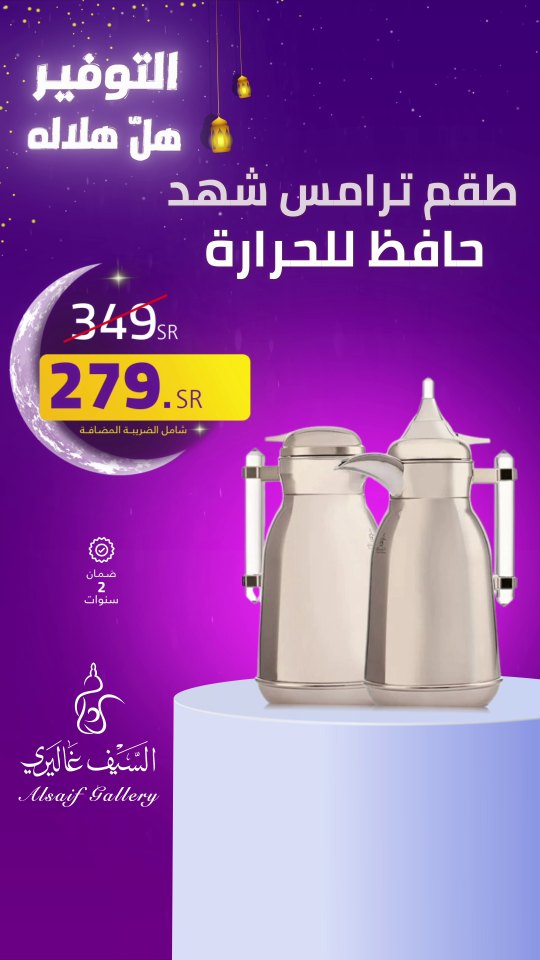 التوفير
هلّ هلاله
طقم ترامس شهد
حافظ للحرارة
349SR
279.SR
شامل الضريبة المضافة
ضمان
2
سنوات
السَّيْف غاليري
Alsaif Gallery